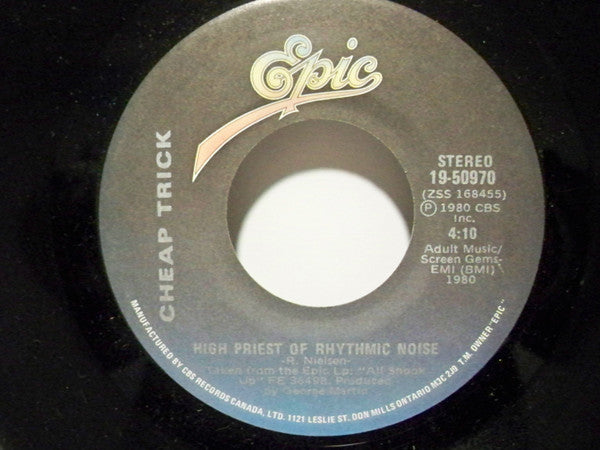 Epic
CHEAP TRICK
STEREO
19-50970
(ZSS 168455)
Ⓟ 1980 CBS
Inc.
4:10
Adult Music/
Screen Gems-
EMI (BMI)
1980
HIGH PRIEST OF RHYTHMIC NOISE
-R. Nielsen-
Taken from the Epic Lp: "All Shook
Up" FE 36498. Produced
by George Martin
MANUFACTURED BY CBS RECORDS CANADA, LTD. 1121 LESLIE ST. DON MILLS ONTARIO M3C 2J9 T.M. OWNER "EPIC"